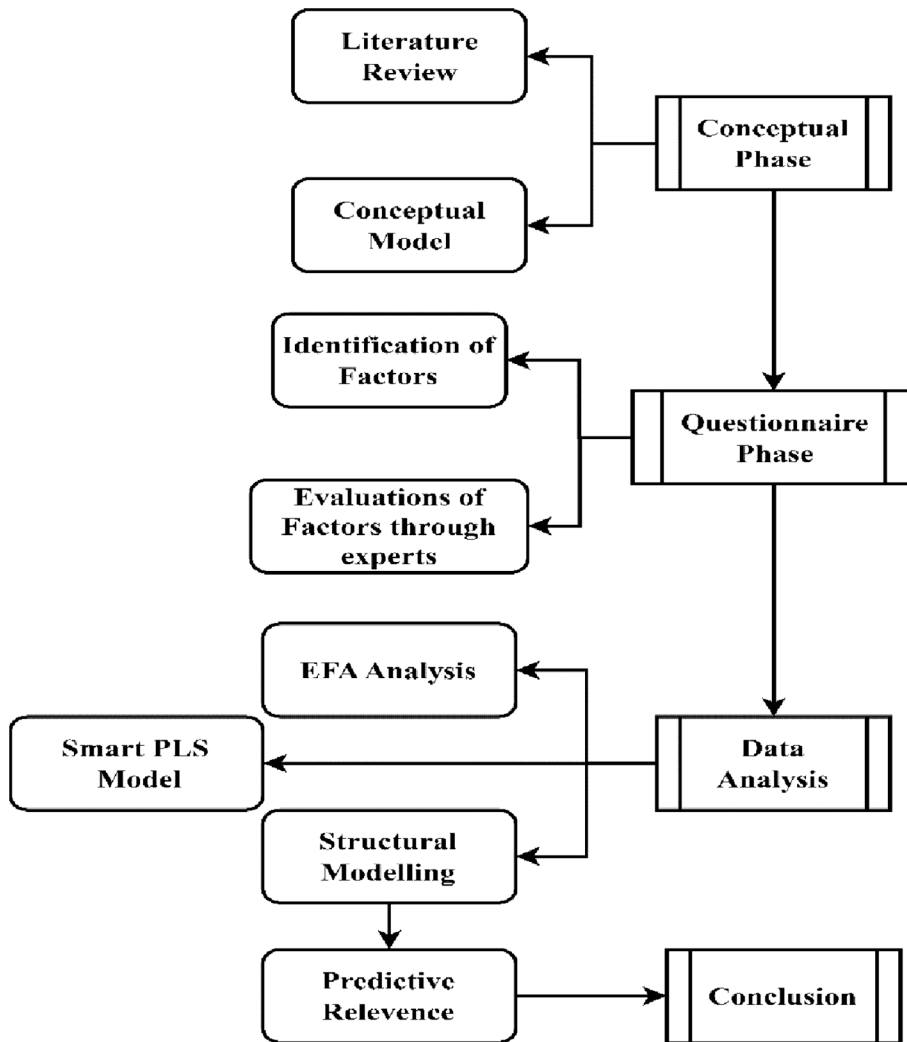 Literature
Review
Conceptual
Phase
Conceptual
Model
Identification of
Factors
Questionnaire
Phase
Evaluations of
Factors through
experts
EFA Analysis
Smart PLS
Model
Data
Analysis
Structural
Modelling
Predictive
Relevence
Conclusion